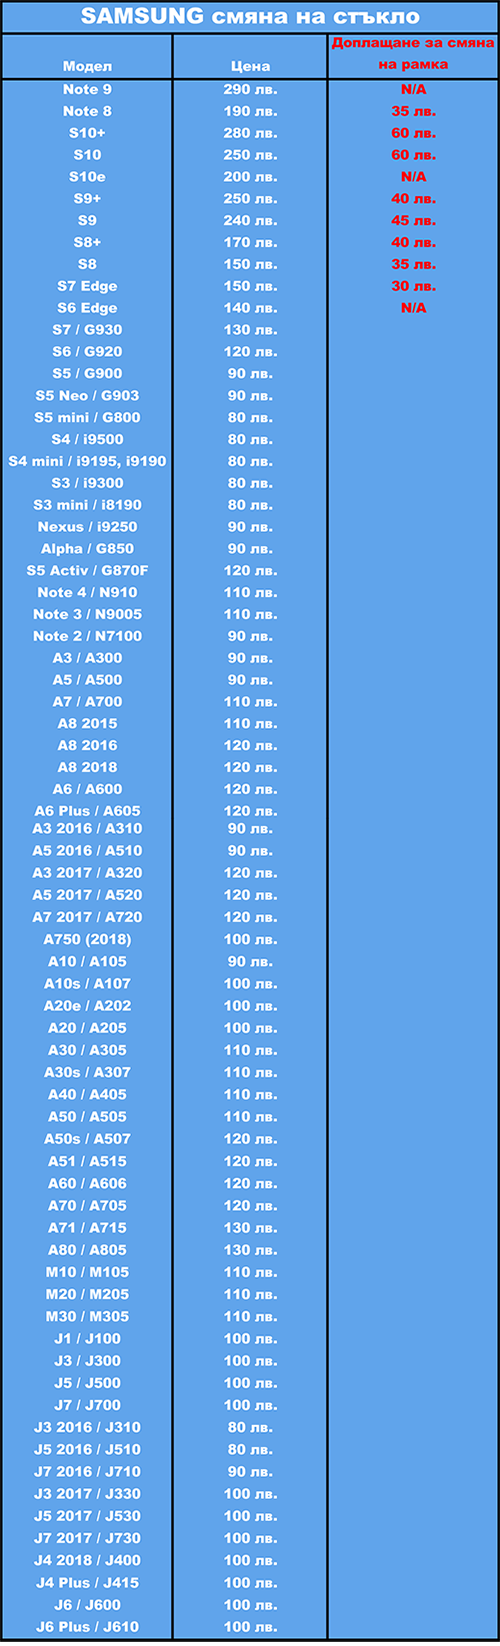 SAMSUNG смяна на стъкло
Модел Цена Доплащане за смяна
на рамка
Note 9 290 лв. N/A
Note 8 190 лв. 35 лв.
S10+ 280 лв. 60 лв.
S10 250 лв. 60 лв.
S10e 200 лв. N/A
S9+ 250 лв. 40 лв.
S9 240 лв. 45 лв.
S8+ 170 лв. 40 лв.
S8 150 лв. 35 лв.
S7 Edge 150 лв. 30 лв.
S6 Edge 140 лв. N/A
S7 / G930 130 лв.
S6 / G920 120 лв.
S5 / G900 90 лв.
S5 Neo / G903 90 лв.
S5 mini / G800 80 лв.
S4 / i9500 80 лв.
S4 mini / i9195, i9190 80 лв.
S3 / i9300 80 лв.
S3 mini / i8190 80 лв.
Nexus / i9250 90 лв.
Alpha / G850 90 лв.
S5 Activ / G870F 120 лв.
Note 4 / N910 110 лв.
Note 3 / N9005 110 лв.
Note 2 / N7100 90 лв.
A3 / A300 90 лв.
A5 / A500 90 лв.
A7 / A700 110 лв.
A8 2015 110 лв.
A8 2016 120 лв.
A8 2018 120 лв.
A6 / A600 120 лв.
A6 Plus / A605 120 лв.
A3 2016 / A310 90 лв.
A5 2016 / A510 90 лв.
A3 2017 / A320 120 лв.
A5 2017 / A520 120 лв.
A7 2017 / A720 120 лв.
A750 (2018) 100 лв.
A10 / A105 90 лв.
A10s / A107 100 лв.
A20e / A202 100 лв.
A20 / A205 100 лв.
A30 / A305 110 лв.
A30s / A307 110 лв.
A40 / A405 110 лв.
A50 / A505 110 лв.
A50s / A507 120 лв.
A51 / A515 120 лв.
A60 / A606 120 лв.
A70 / A705 120 лв.
A71 / A715 130 лв.
A80 / A805 130 лв.
M10 / M105 110 лв.
M20 / M205 110 лв.
M30 / M305 110 лв.
J1 / J100 100 лв.
J3 / J300 100 лв.
J5 / J500 100 лв.
J7 / J700 100 лв.
J3 2016 / J310 80 лв.
J5 2016 / J510 80 лв.
J7 2016 / J710 90 лв.
J3 2017 / J330 100 лв.
J5 2017 / J530 100 лв.
J7 2017 / J730 100 лв.
J4 2018 / J400 100 лв.
J4 Plus / J415 100 лв.
J6 / J600 100 лв.
J6 Plus / J610 100 лв.